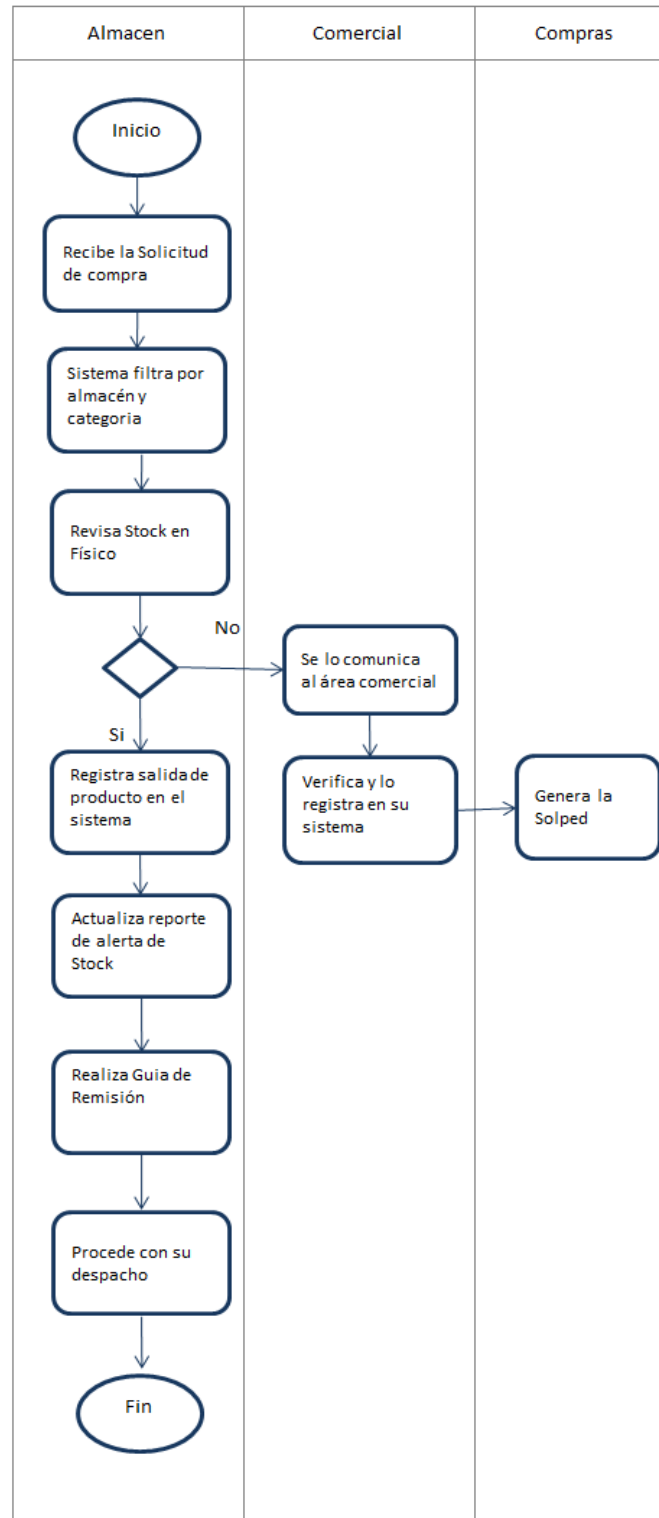 Almacen
Comercial
Compras
Inicio
Recibe la Solicitud
de compra
Sistema filtra por
almacén y
categoria
Revisa Stock en
Físico
No
Se lo comunica
al área comercial
Si
Registra salida de
producto en el
sistema
Verifica y lo
registra en su
sistema
Genera la
Solped
Actualiza reporte
de alerta de
Stock
Realiza Guia de
Remisión
Procede con su
despacho
Fin